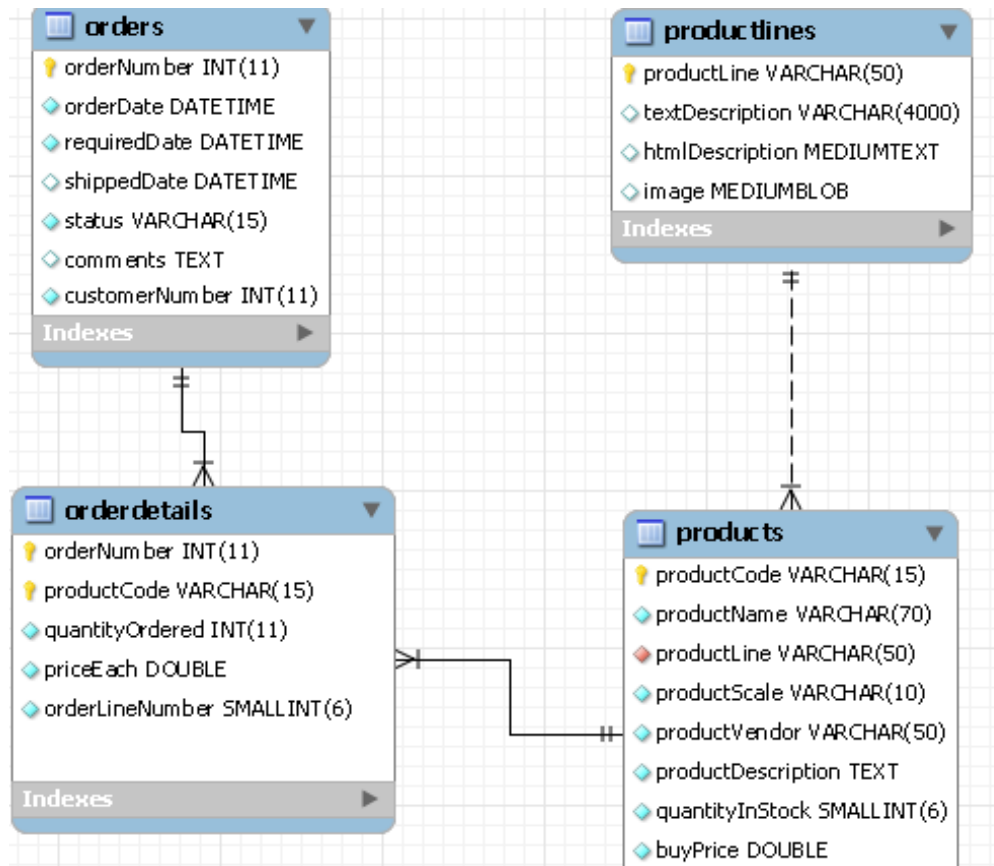 orders
orderNumber INT(11)
orderDate DATETIME
requiredDate DATETIME
shippedDate DATETIME
status VARCHAR(15)
comments TEXT
customerNumber INT(11)
Indexes
productlines
productLine VARCHAR(50)
textDescription VARCHAR(4000)
htmlDescription MEDIUMTEXT
image MEDIUMBLOB
Indexes
orderdetails
orderNumber INT(11)
productCode VARCHAR(15)
quantityOrdered INT(11)
priceEach DOUBLE
orderLineNumber SMALLINT(6)
Indexes
products
productCode VARCHAR(15)
productName VARCHAR(70)
productLine VARCHAR(50)
productScale VARCHAR(10)
productVendor VARCHAR(50)
productDescription TEXT
quantityInStock SMALLINT(6)
buyPrice DOUBLE